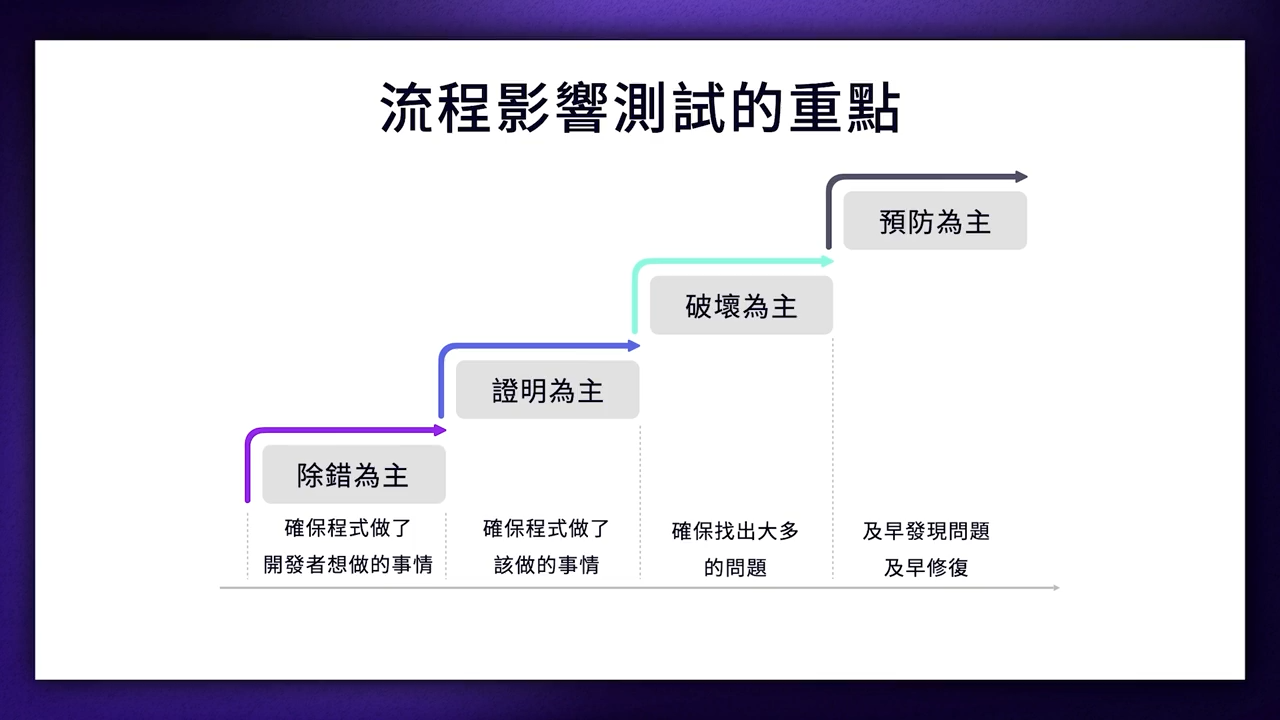 流程影響測試的重點
預防為主
破壞為主
證明為主
除錯為主
確保程式做了
開發者想做的事情
確保程式做了
該做的事情
確保找出大多
的問題
及早發現問題
及早修復